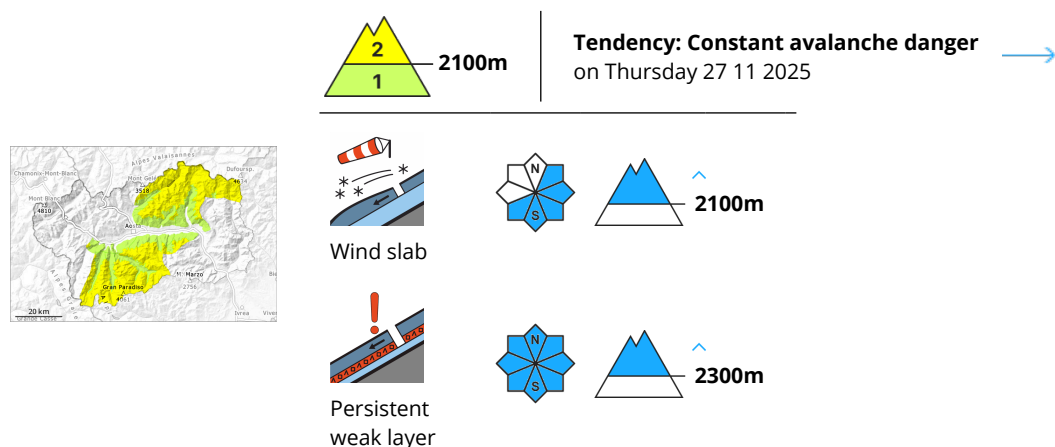 2
1
2100m
Tendency: Constant avalanche danger
on Thursday 27 11 2025
Alpes Valaisannes
Chamonix-Mont-Blanc
Mont Gelé
3518
Dufoursp.
4634
Mont Blanc
4810
Aosta
Marzo
2756
Gran Paradiso
4061
20 km
Ivrea
N
S
2100m
Wind slab
N
S
2300m
Persistent
weak layer